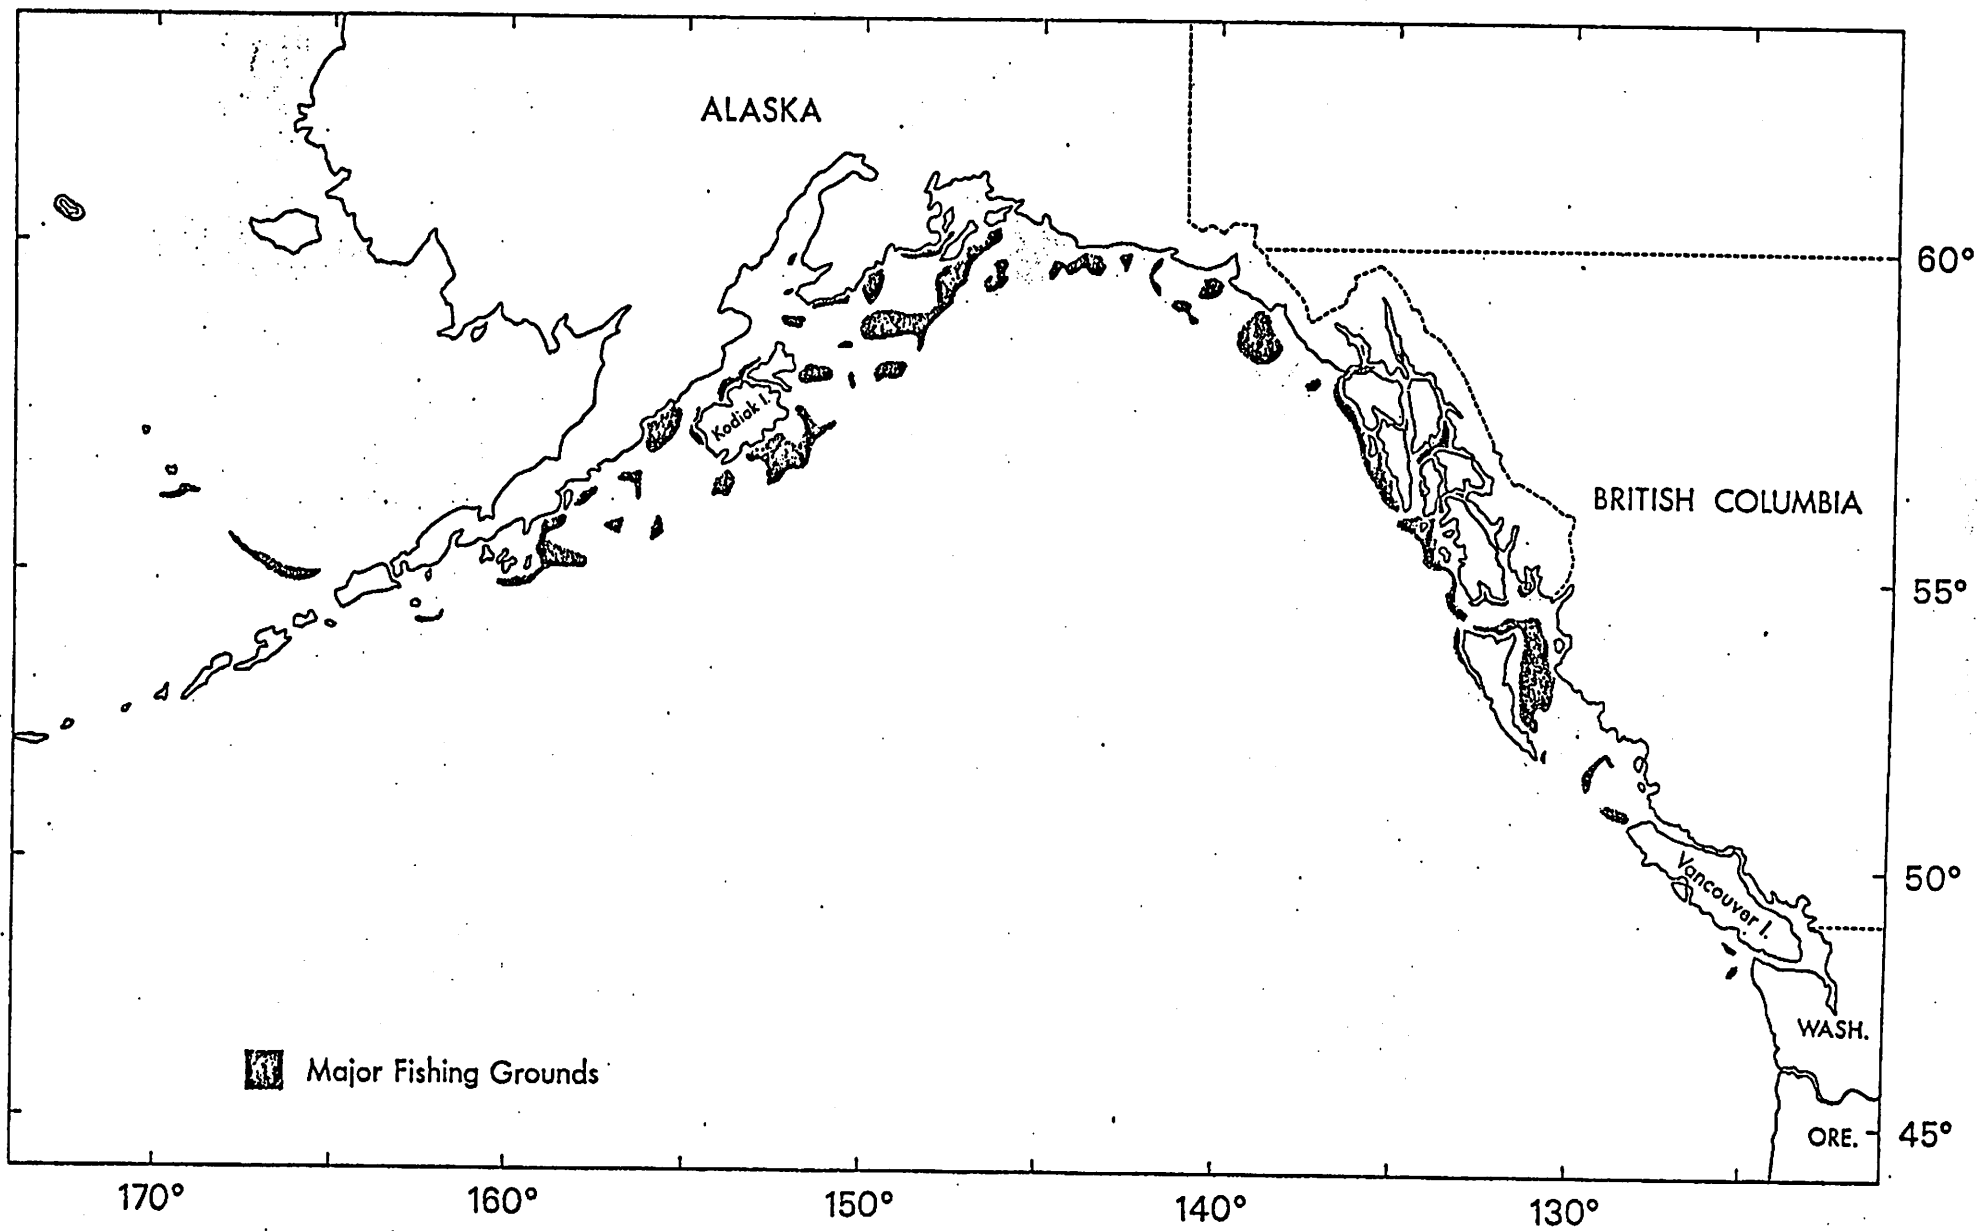 ALASKA
60°
Kodiak I.
BRITISH COLUMBIA
55°
50°
Vancouver I.
WASH.
Major Fishing Grounds
ORE.
45°
170°
160°
150°
140°
130°